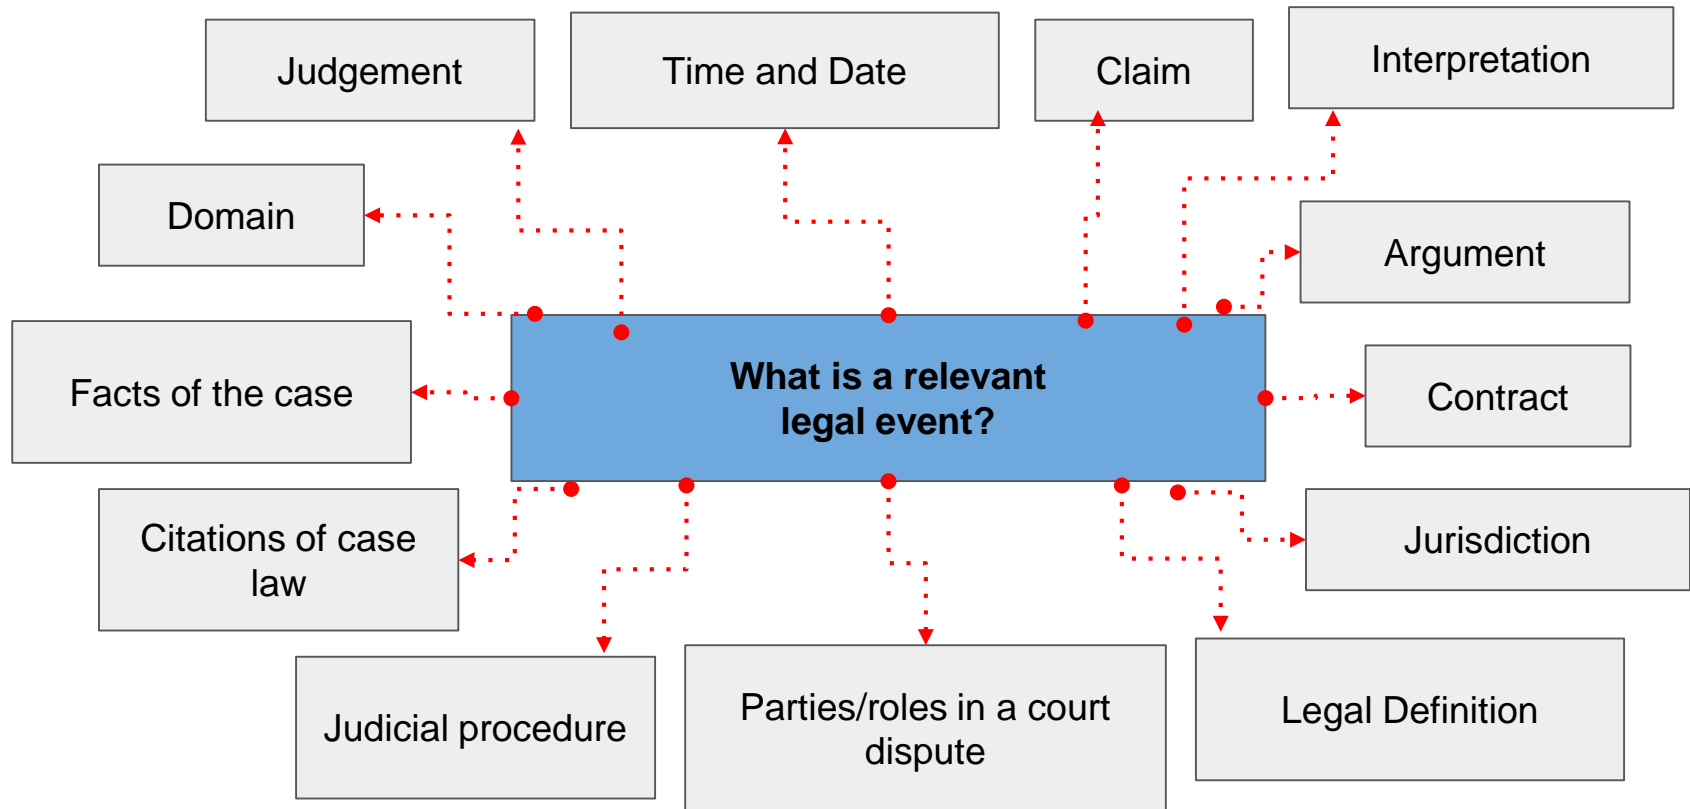 Judgement
Time and Date
Claim
Interpretation
Domain
Argument
What is a relevant
legal event?
Facts of the case
Contract
Citations of case
law
Jurisdiction
Judicial procedure
Parties/roles in a court
dispute
Legal Definition